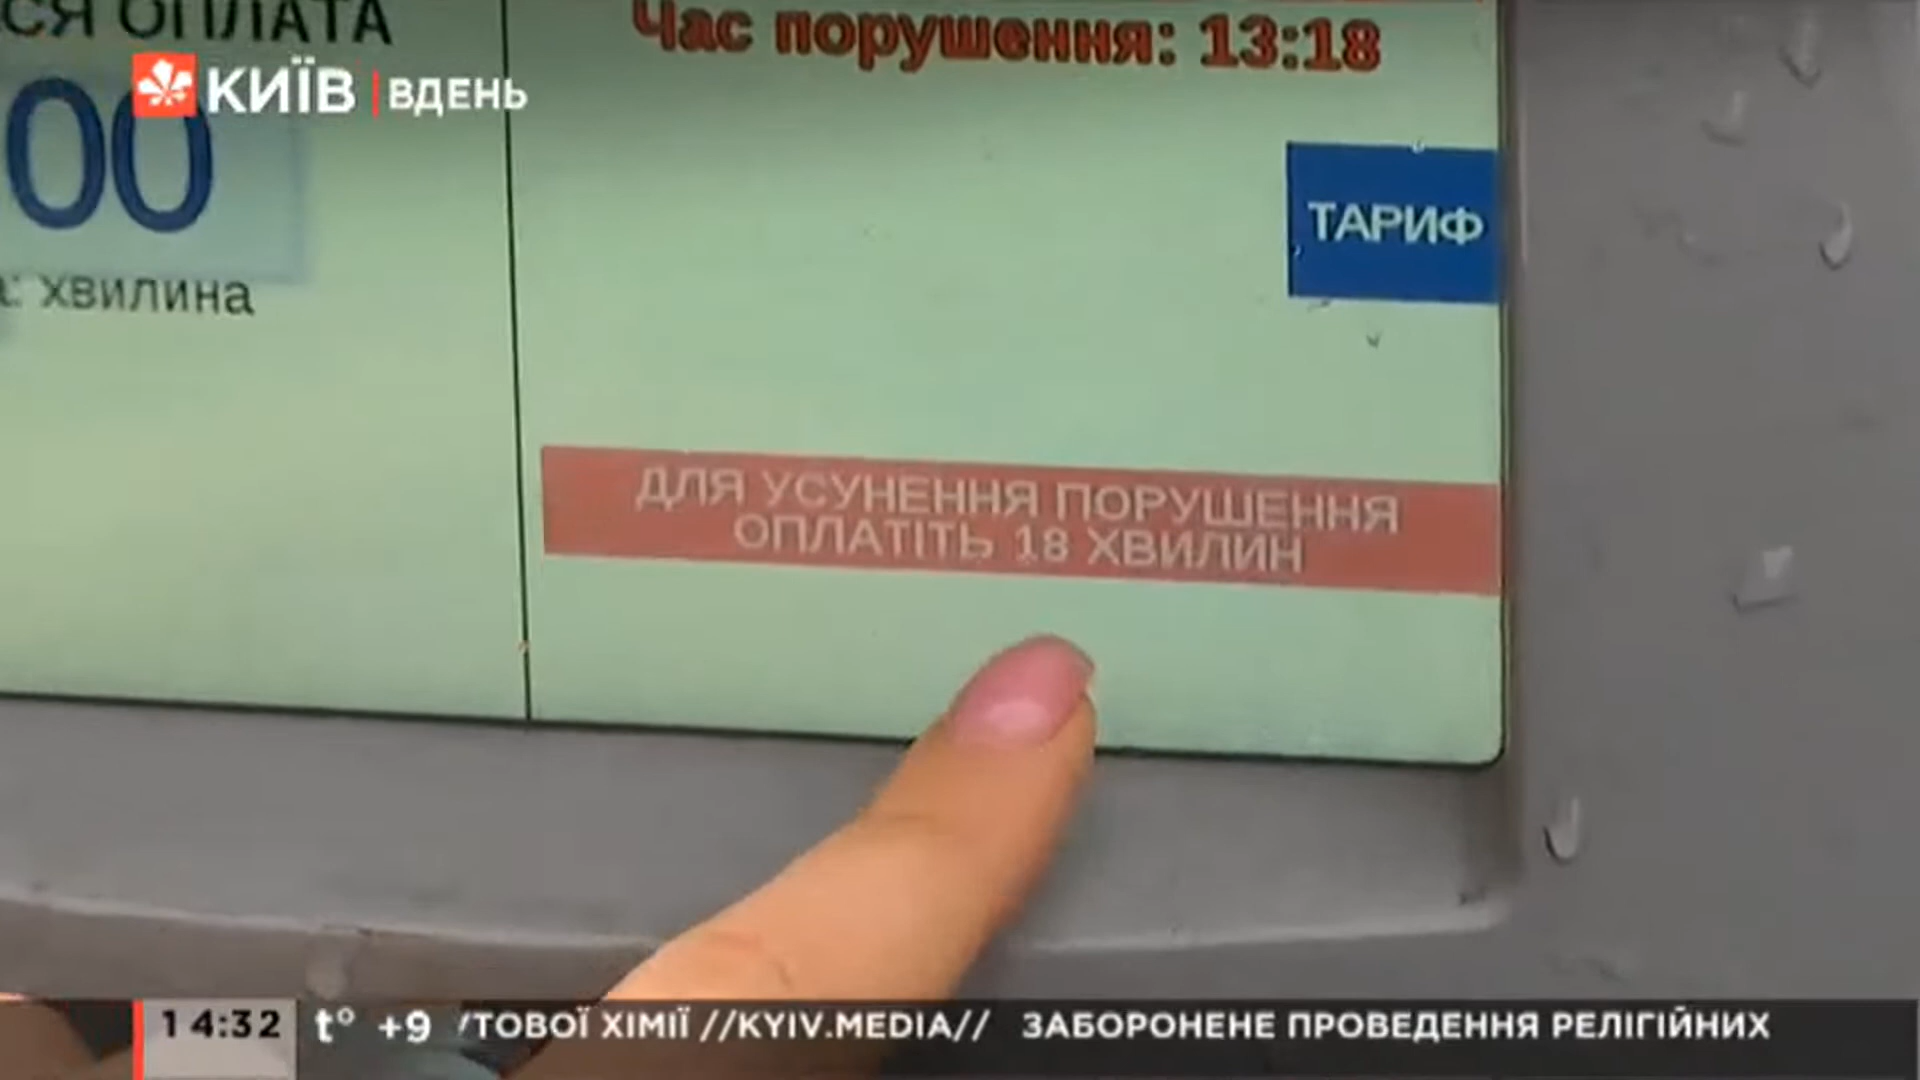 СЯ ОПЛАТА
Час порушення: 13:18
КИЇВ ВДЕНЬ
00
ТАРИФ
а: хвилина
ДЛЯ УСУНЕННЯ ПОРУШЕННЯ
ОПЛАТІТЬ 18 ХВИЛИН
14:32 t° +9 ТОВОЇ ХІМІЇ //KYIV.MEDIA// ЗАБОРОНЕНЕ ПРОВЕДЕННЯ РЕЛІГІЙНИХ